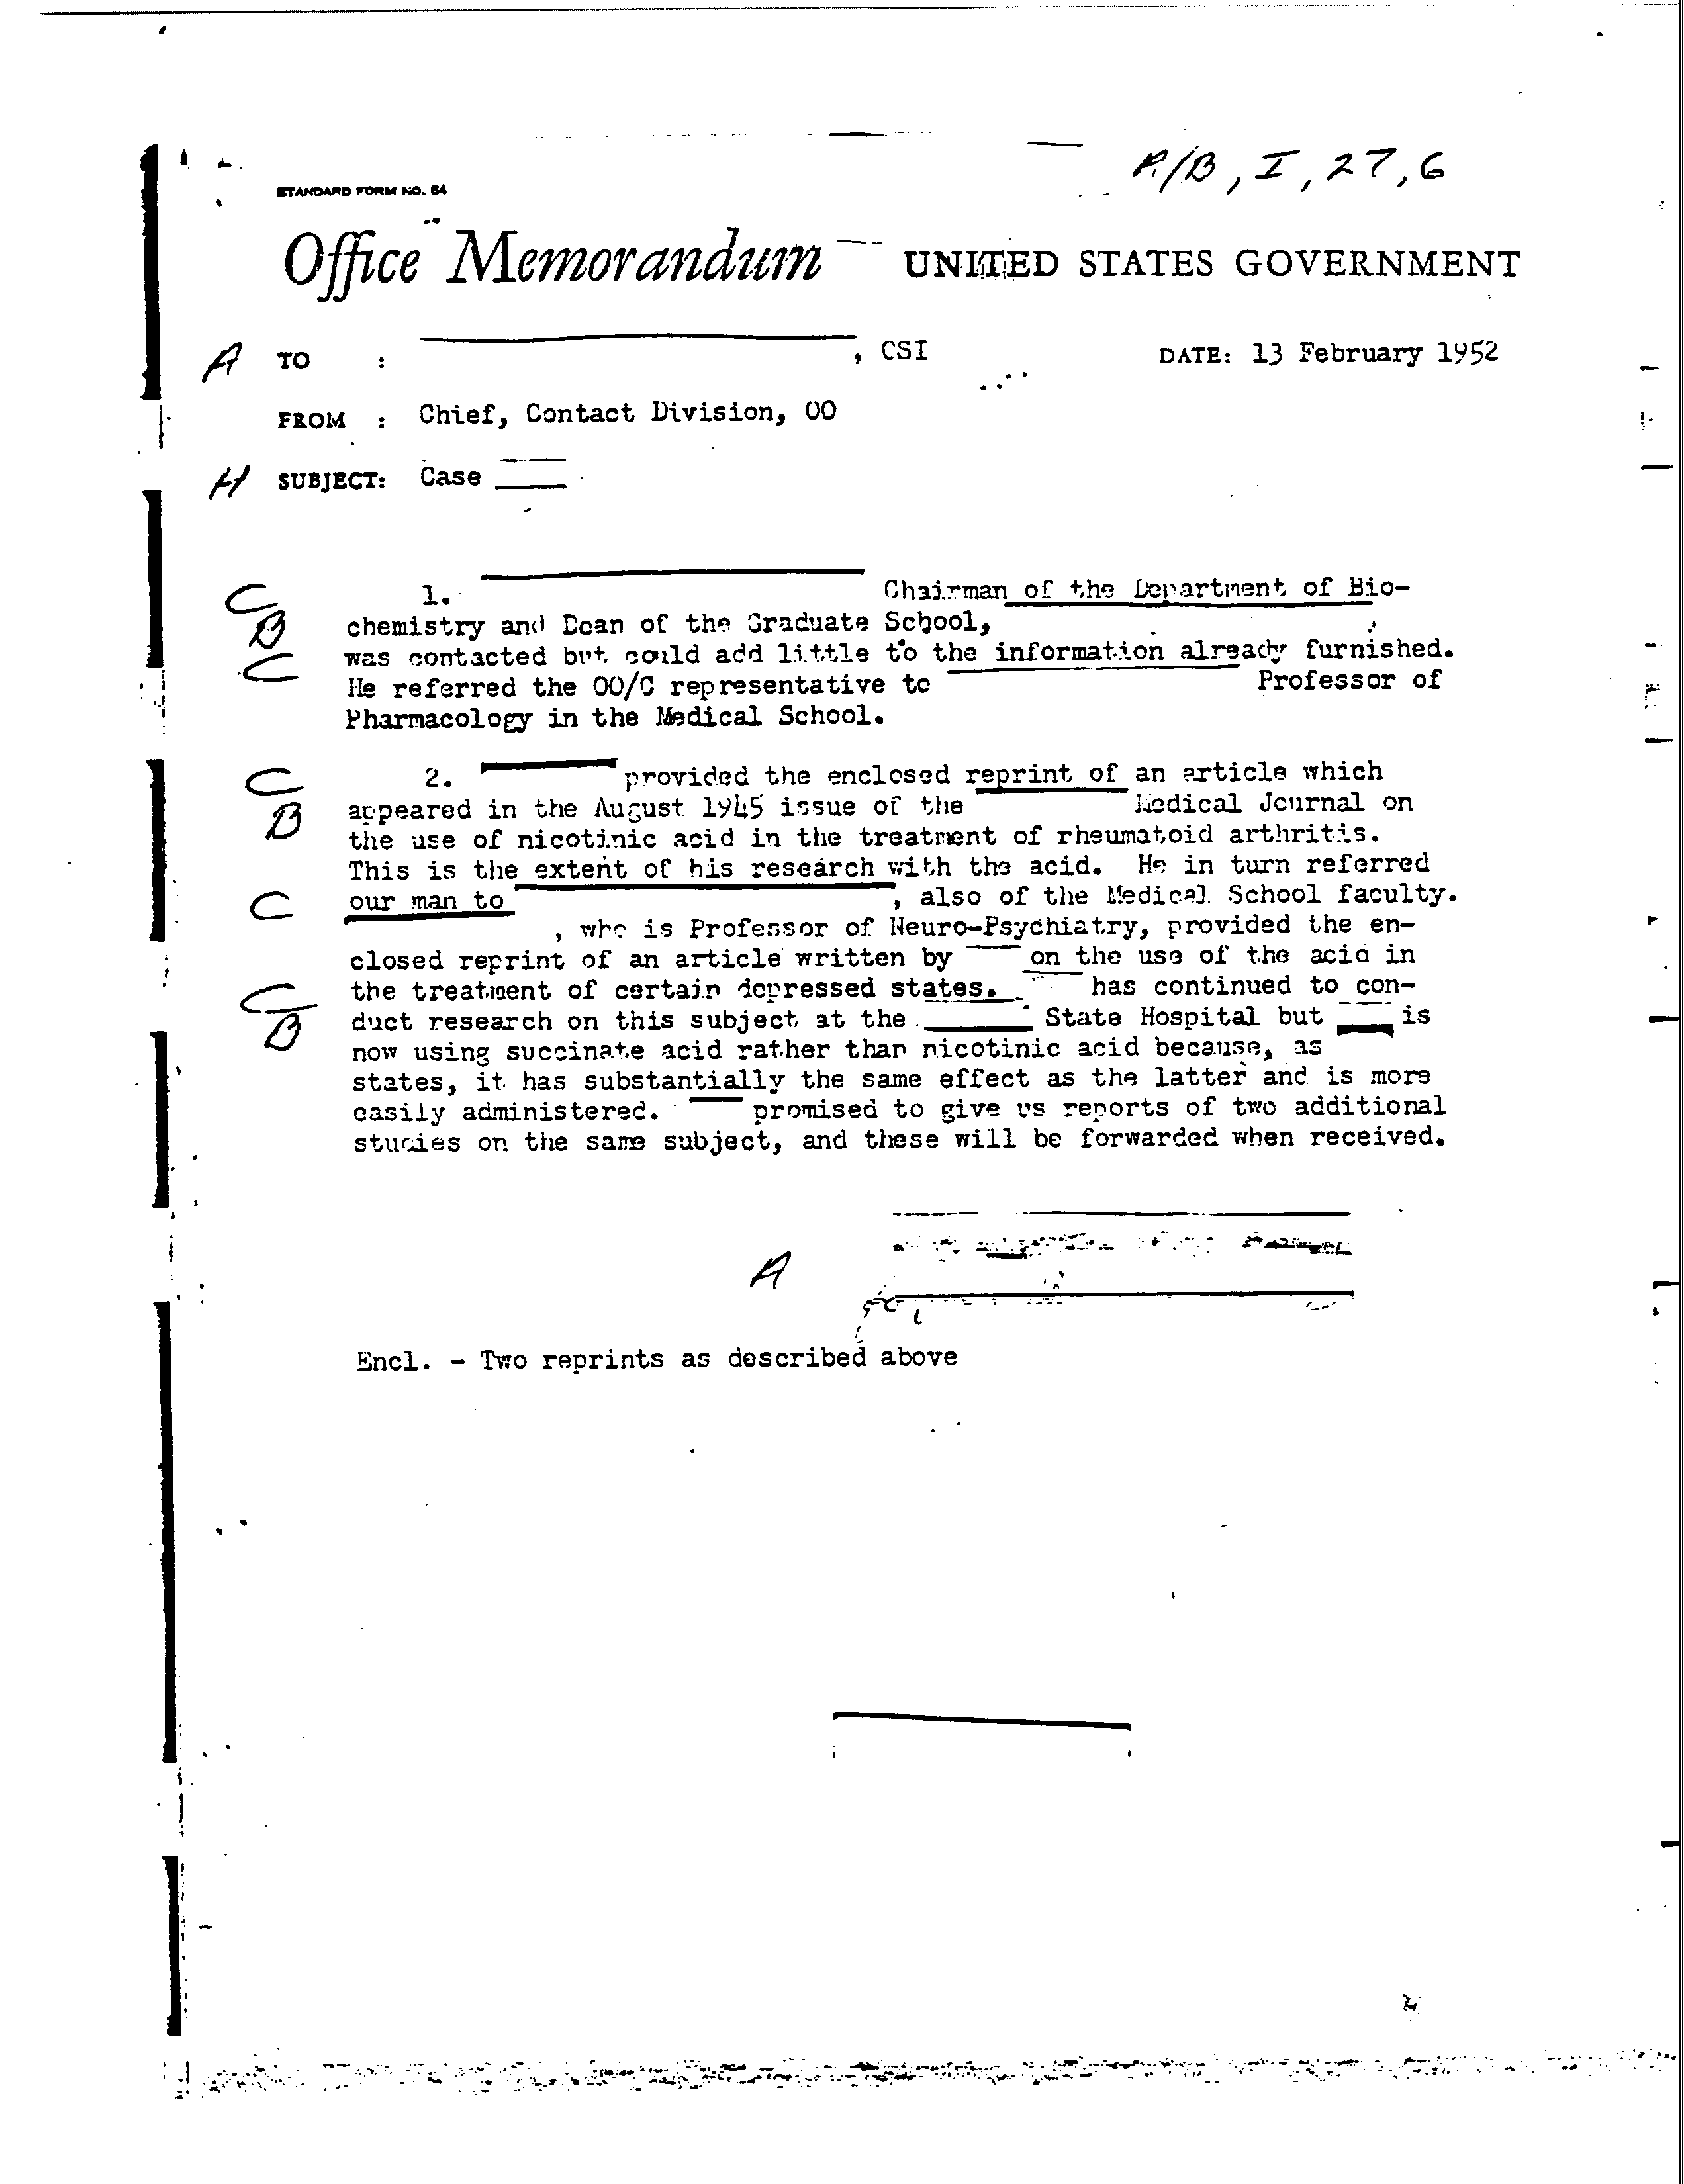 A/B, I, 27, 6
STANDARD FORM NO. 64
Office Memorandum UNITED STATES GOVERNMENT
A TO : , CSI DATE: 13 February 1952
FROM : Chief, Contact Division, OO
H SUBJECT: Case
C 1. Chairman of the Department of Bio-
B chemistry and Dean of the Graduate School,
C was contacted but could add little to the information already furnished.
He referred the OO/C representative to Professor of
Pharmacology in the Medical School.
C 2. provided the enclosed reprint of an article which
B appeared in the August 1945 issue of the Medical Journal on
the use of nicotinic acid in the treatment of rheumatoid arthritis.
This is the extent of his research with the acid. He in turn referred
C our man to , also of the Medical School faculty.
, who is Professor of Neuro-Psychiatry, provided the en-
closed reprint of an article written by on the use of the acid in
C the treatment of certain depressed states. has continued to con-
B duct research on this subject at the State Hospital but is
now using succinate acid rather than nicotinic acid because, as
states, it has substantially the same effect as the latter and is more
easily administered. promised to give us reports of two additional
studies on the same subject, and these will be forwarded when received.
A
Encl. - Two reprints as described above